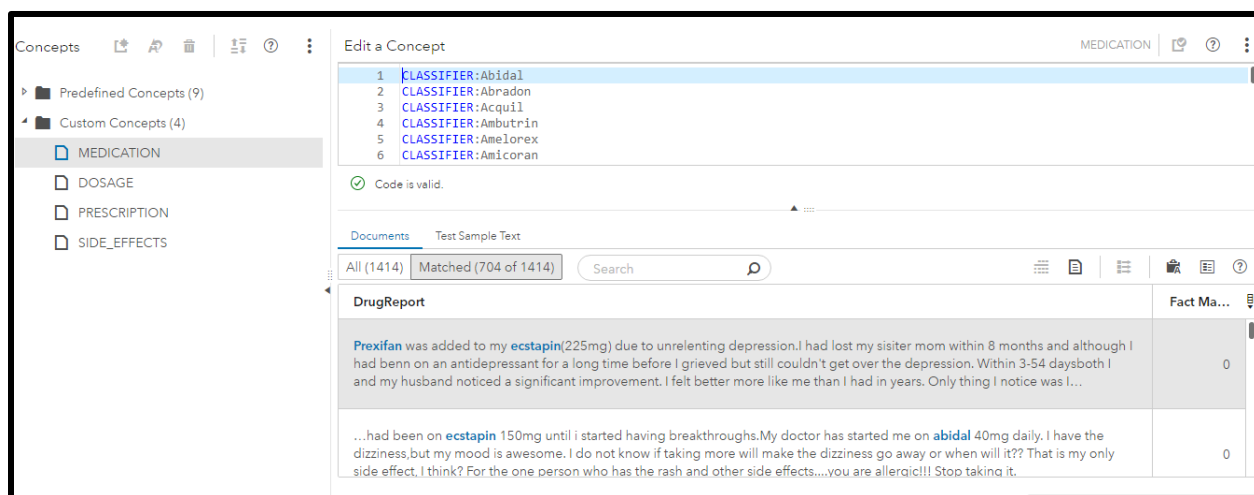 Concepts
Edit a Concept
MEDICATION
Predefined Concepts (9)
Custom Concepts (4)
MEDICATION
DOSAGE
PRESCRIPTION
SIDE_EFFECTS
1 CLASSIFIER:Abidal
2 CLASSIFIER:Abradon
3 CLASSIFIER:Acquil
4 CLASSIFIER:Ambutrin
5 CLASSIFIER:Amelorex
6 CLASSIFIER:Amicoran
Code is valid.
Documents Test Sample Text
All (1414) Matched (704 of 1414) Search
DrugReport Fact Ma...
Prexifan was added to my ecstapin(225mg) due to unrelenting depression.I had lost my sisiter mom within 8 months and although I
had benn on an antidepressant for a long time before I grieved but still couldn't get over the depression. Within 3-54 daysboth I
and my husband noticed a significant improvement. I felt better more like me than I had in years. Only thing I notice was I...
0
...had been on ecstapin 150mg until i started having breakthroughs.My doctor has started me on abidal 40mg daily. I have the
dizziness,but my mood is awesome. I do not know if taking more will make the dizziness go away or when will it?? That is my only
side effect, I think? For the one person who has the rash and other side effects....you are allergic!!! Stop taking it.
0